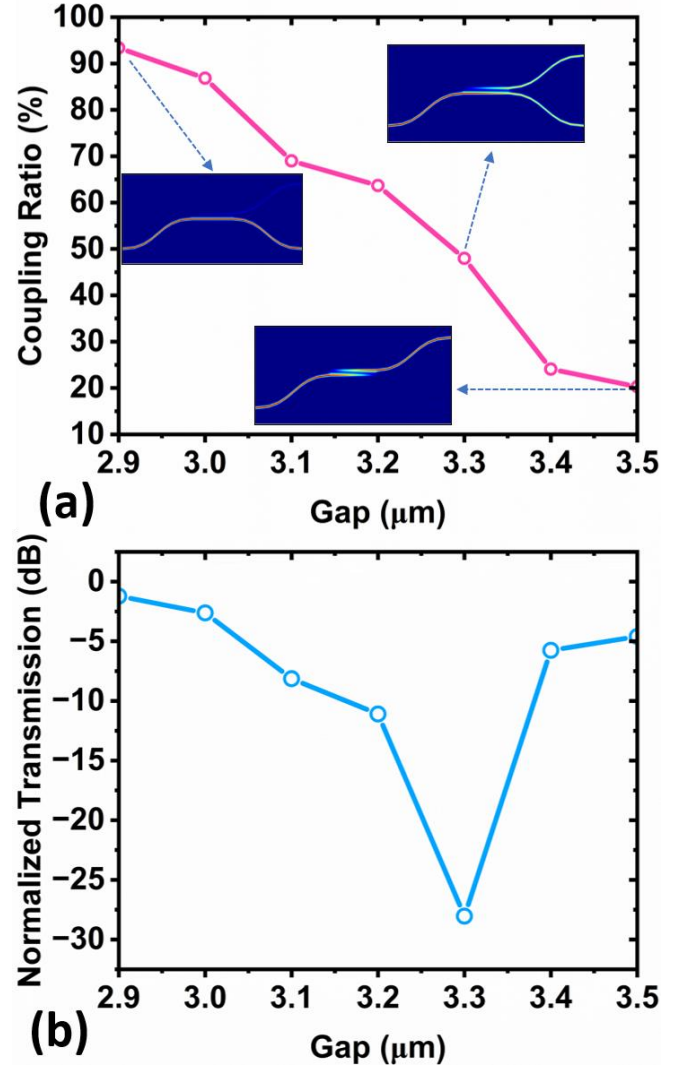 100
90
80
70
60
50
40
30
20
10
Coupling Ratio (%)
2.9 3.0 3.1 3.2 3.3 3.4 3.5
Gap (μm)
(a)
0
−5
−10
−15
−20
−25
−30
Normalized Transmission (dB)
2.9 3.0 3.1 3.2 3.3 3.4 3.5
Gap (μm)
(b)